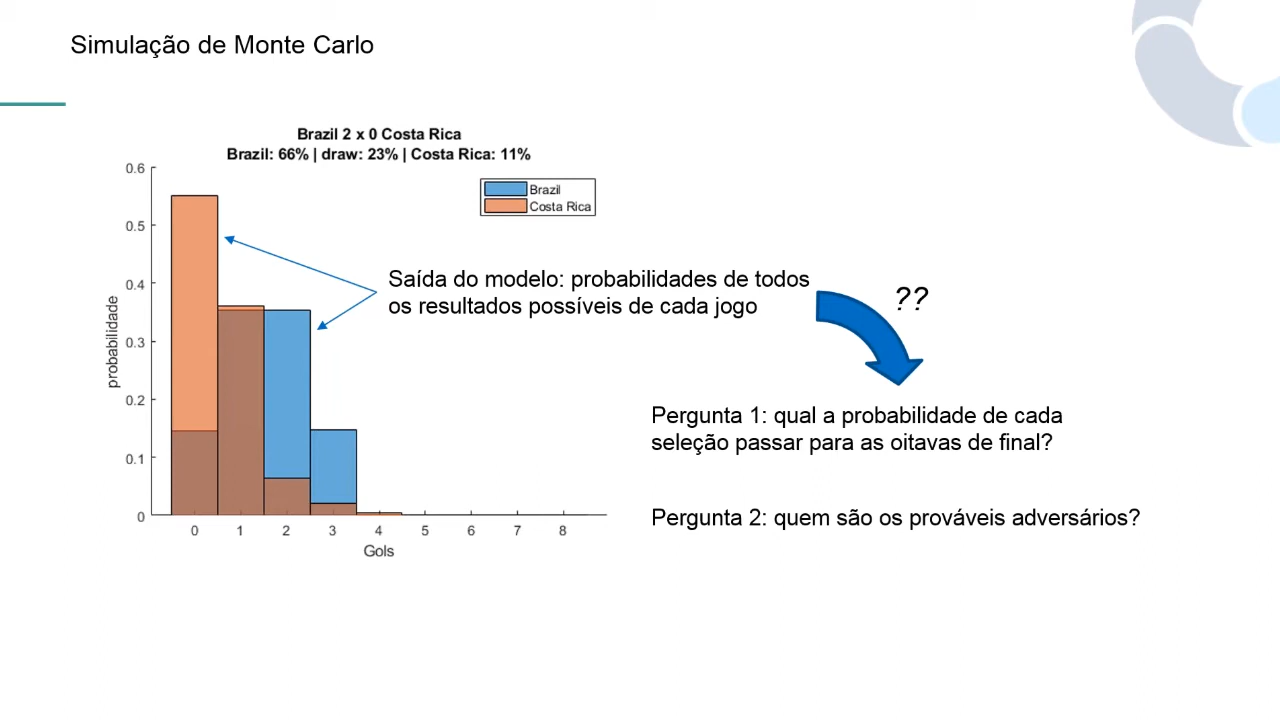 Simulação de Monte Carlo
Brazil 2 x 0 Costa Rica
Brazil: 66% | draw: 23% | Costa Rica: 11%
Brazil
Costa Rica
probabilidade
0.6
0.5
0.4
0.3
0.2
0.1
0
0 1 2 3 4 5 6 7 8
Gols
Saída do modelo: probabilidades de todos
os resultados possíveis de cada jogo
??
Pergunta 1: qual a probabilidade de cada
seleção passar para as oitavas de final?
Pergunta 2: quem são os prováveis adversários?